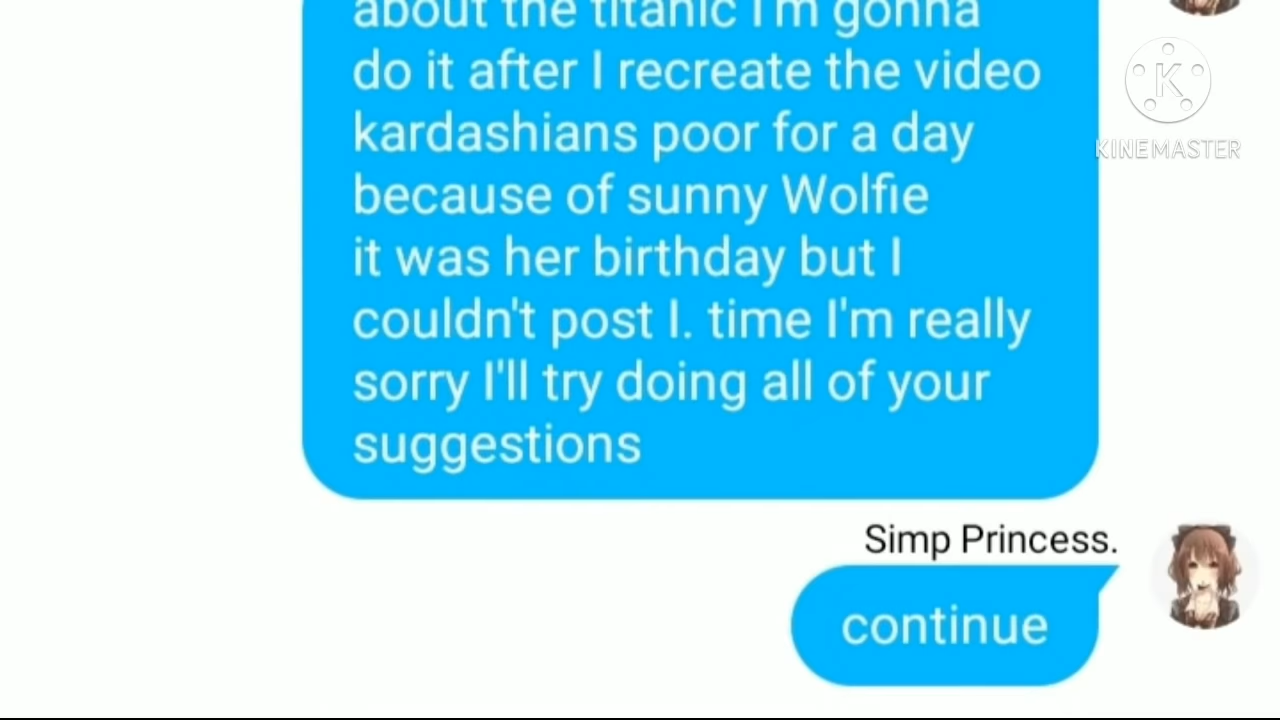 about the titanic I'm gonna
do it after I recreate the video
kardashians poor for a day
because of sunny Wolfie
it was her birthday but I
couldn't post I. time I'm really
sorry I'll try doing all of your
suggestions
Simp Princess.
continue
K
KINEMASTER